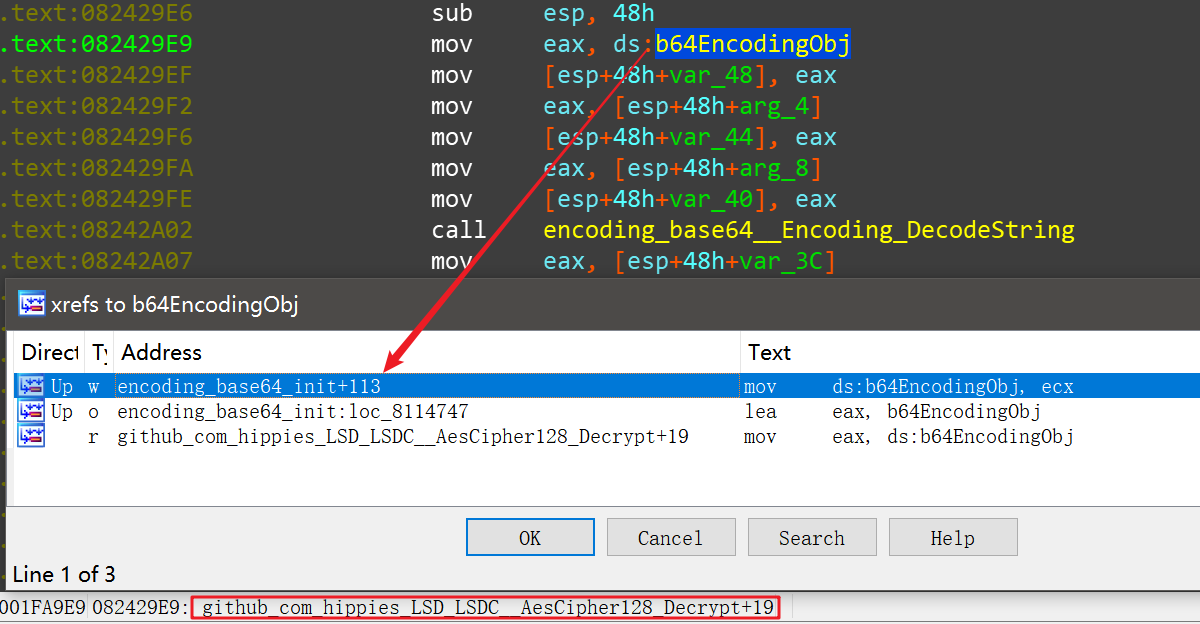 .text:082429E6 sub esp, 48h
.text:082429E9 mov eax, ds:b64EncodingObj
.text:082429EF mov [esp+48h+var_48], eax
.text:082429F2 mov eax, [esp+48h+arg_4]
.text:082429F6 mov [esp+48h+var_44], eax
.text:082429FA mov eax, [esp+48h+arg_8]
.text:082429FE mov [esp+48h+var_40], eax
.text:08242A02 call encoding_base64__Encoding_DecodeString
.text:08242A07 mov eax, [esp+48h+var_3C]
xrefs to b64EncodingObj
Direct Ty Address Text
Up w encoding_base64_init+113 mov ds:b64EncodingObj, ecx
Up o encoding_base64_init:loc_8114747 lea eax, b64EncodingObj
r github_com_hippies_LSD_LSDC__AesCipher128_Decrypt+19 mov eax, ds:b64EncodingObj
OK Cancel Search Help
Line 1 of 3
001FA9E9 082429E9: github_com_hippies_LSD_LSDC__AesCipher128_Decrypt+19